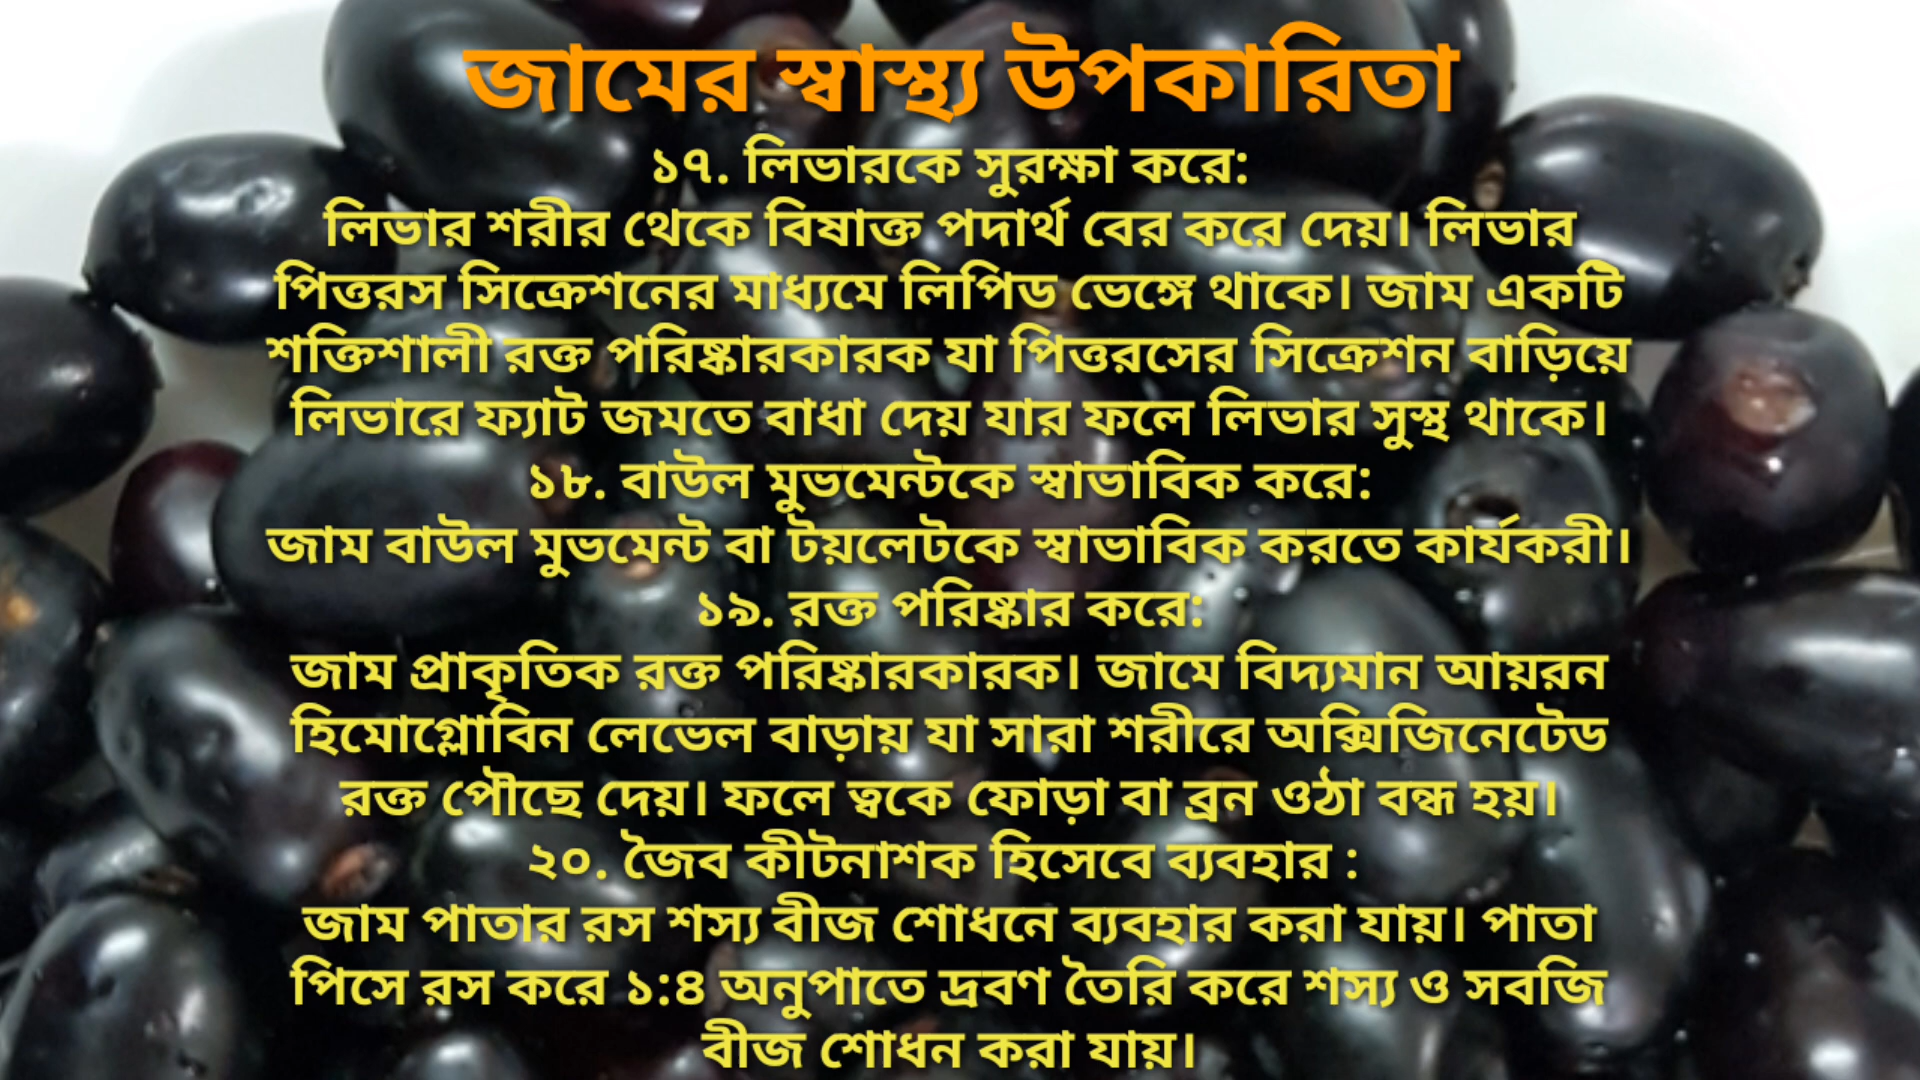 জামের স্বাস্থ্য উপকারিতা
১৭. লিভারকে সুরক্ষা করে:
লিভার শরীর থেকে বিষাক্ত পদার্থ বের করে দেয়। লিভার
পিত্তরস সিক্রেশনের মাধ্যমে লিপিড ভেঙ্গে থাকে। জাম একটি
শক্তিশালী রক্ত পরিষ্কারকারক যা পিত্তরসের সিক্রেশন বাড়িয়ে
লিভারে ফ্যাট জমতে বাধা দেয় যার ফলে লিভার সুস্থ থাকে।
১৮. বাউল মুভমেন্টকে স্বাভাবিক করে:
জাম বাউল মুভমেন্ট বা টয়লেটকে স্বাভাবিক করতে কার্যকরী।
১৯. রক্ত পরিষ্কার করে:
জাম প্রাকৃতিক রক্ত পরিষ্কারকারক। জামে বিদ্যমান আয়রন
হিমোগ্লোবিন লেভেল বাড়ায় যা সারা শরীরে অক্সিজিনেটেড
রক্ত পৌছে দেয়। ফলে ত্বকে ফোড়া বা ব্রন ওঠা বন্ধ হয়।
২০. জৈব কীটনাশক হিসেবে ব্যবহার :
জাম পাতার রস শস্য বীজ শোধনে ব্যবহার করা যায়। পাতা
পিসে রস করে ১:৪ অনুপাতে দ্রবণ তৈরি করে শস্য ও সবজি
বীজ শোধন করা যায়।